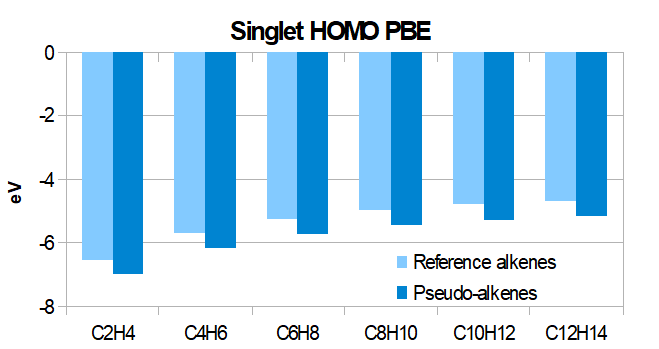 Singlet HOMO PBE
0
-2
-4
-6
-8
eV
Reference alkenes
Pseudo-alkenes
C2H4 C4H6 C6H8 C8H10 C10H12 C12H14